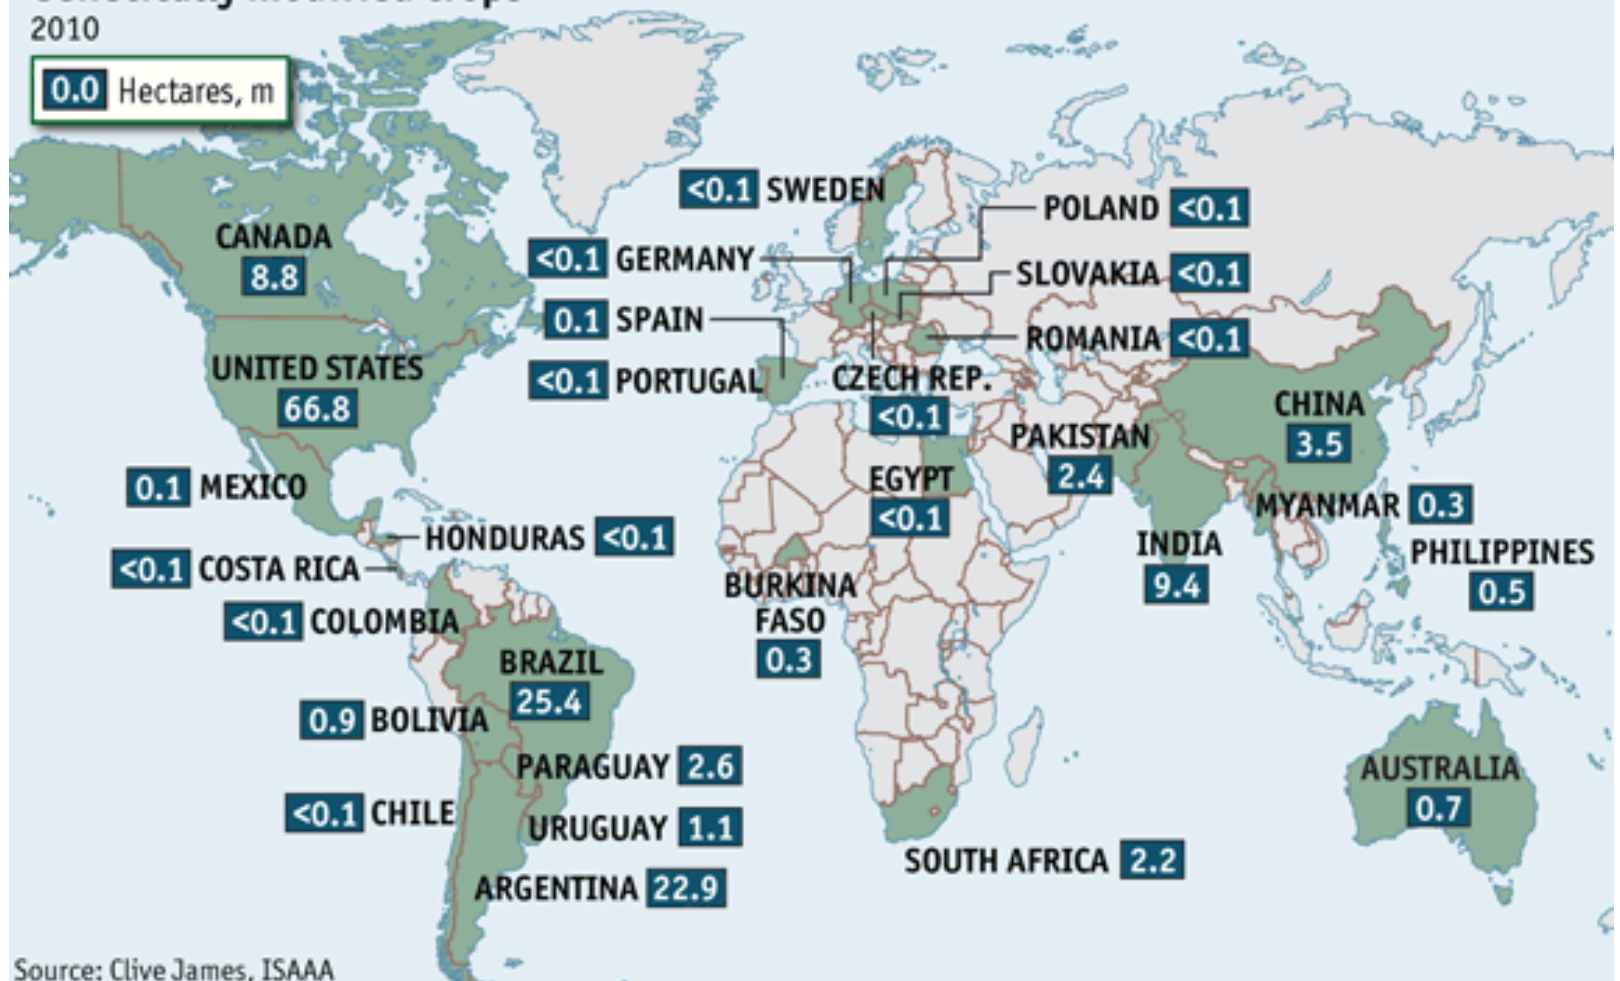 Genetically modified crops
2010
0.0 Hectares, m
<0.1 SWEDEN
POLAND <0.1
CANADA
8.8
<0.1 GERMANY
SLOVAKIA <0.1
0.1 SPAIN
ROMANIA <0.1
UNITED STATES
66.8
<0.1 PORTUGAL
CZECH REP.
<0.1
CHINA
3.5
PAKISTAN
2.4
EGYPT
<0.1
0.1 MEXICO
MYANMAR 0.3
HONDURAS <0.1
INDIA
9.4
PHILIPPINES
0.5
<0.1 COSTA RICA
BURKINA
FASO
0.3
<0.1 COLOMBIA
BRAZIL
25.4
0.9 BOLIVIA
PARAGUAY 2.6
AUSTRALIA
0.7
<0.1 CHILE
URUGUAY 1.1
SOUTH AFRICA 2.2
ARGENTINA 22.9
Source: Clive James, ISAAA